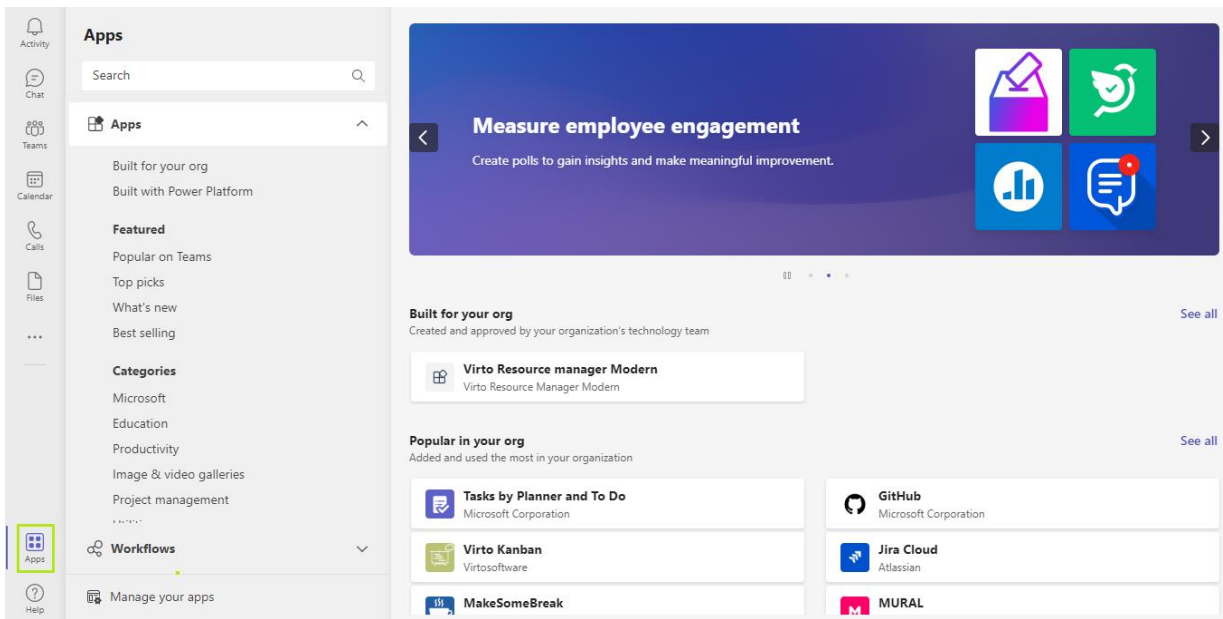 Activity
Chat
Teams
Calendar
Calls
Files
Apps
Help
Apps
Search
Apps
Built for your org
Built with Power Platform
Featured
Popular on Teams
Top picks
What's new
Best selling
Categories
Microsoft
Education
Productivity
Image & video galleries
Project management
Workflows
Manage your apps
Measure employee engagement
Create polls to gain insights and make meaningful improvement.
Built for your org
See all
Created and approved by your organization's technology team
Virto Resource manager Modern
Virto Resource Manager Modern
Popular in your org
See all
Added and used the most in your organization
Tasks by Planner and To Do
Microsoft Corporation
GitHub
Microsoft Corporation
Virto Kanban
Virtosoftware
Jira Cloud
Atlassian
MakeSomeBreak
MURAL